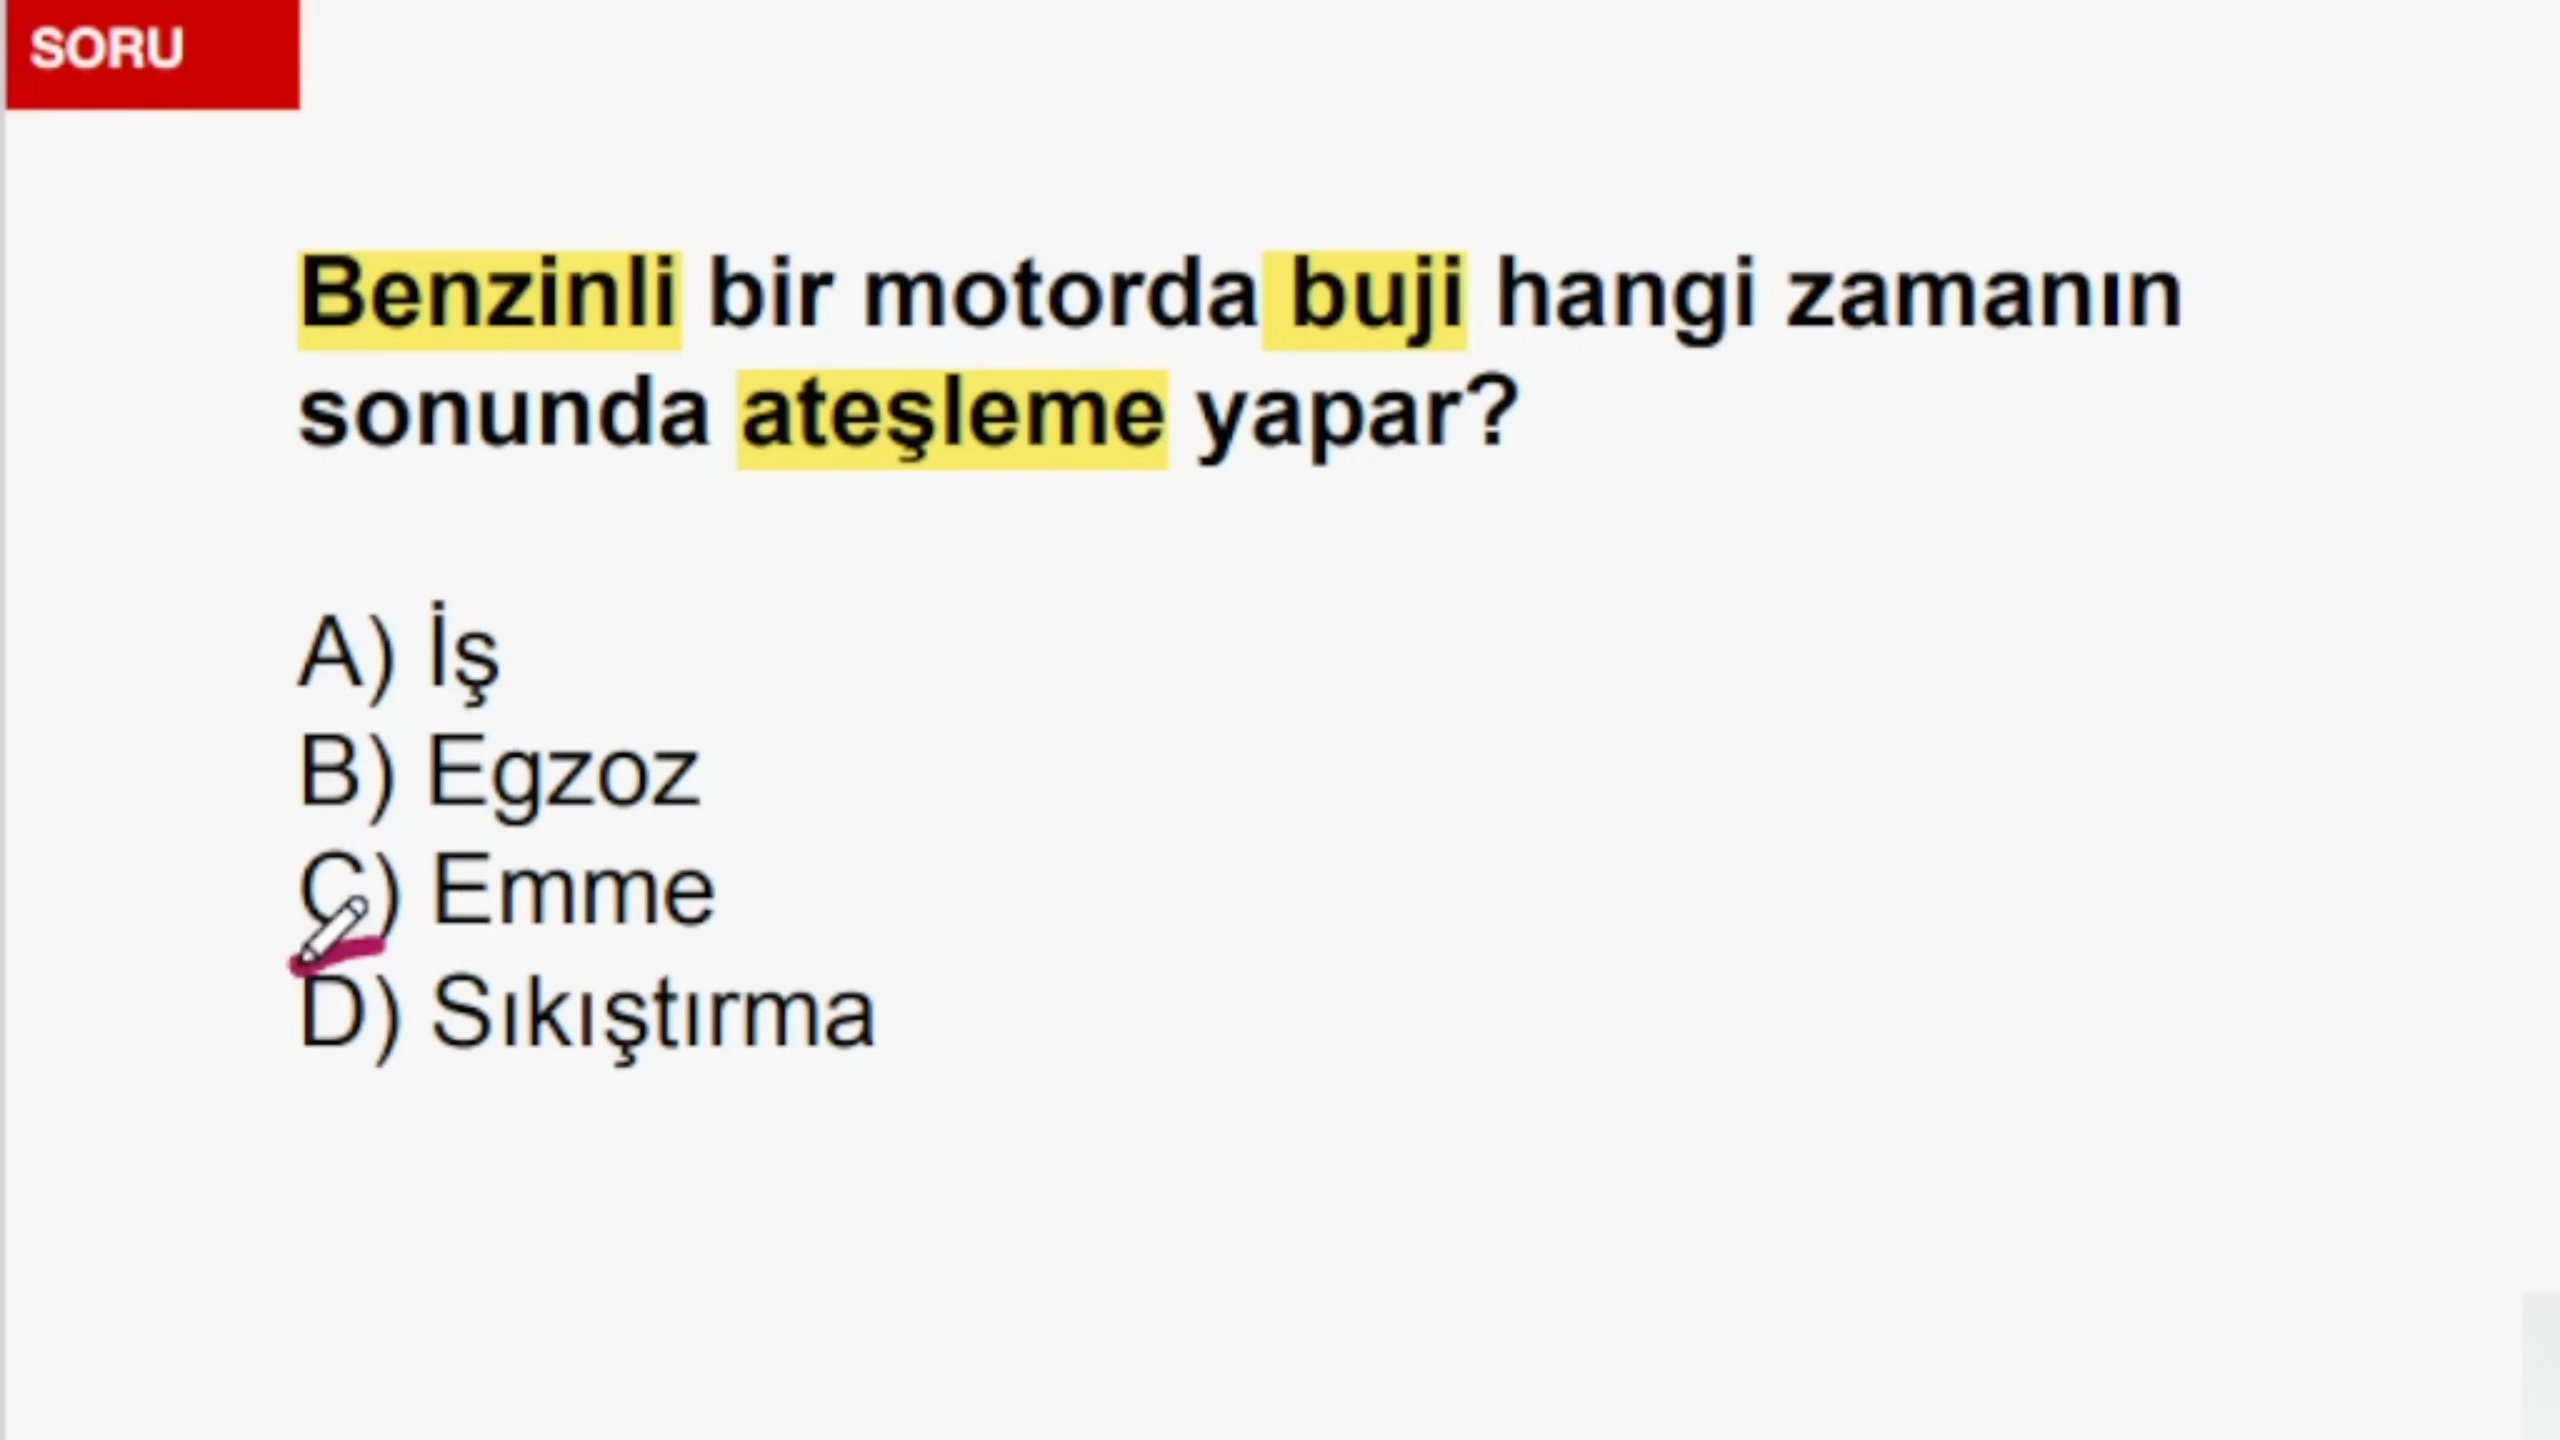 SORU
Benzinli bir motorda buji hangi zamanın
sonunda ateşleme yapar?
A) İş
B) Egzoz
C) Emme
D) Sıkıştırma